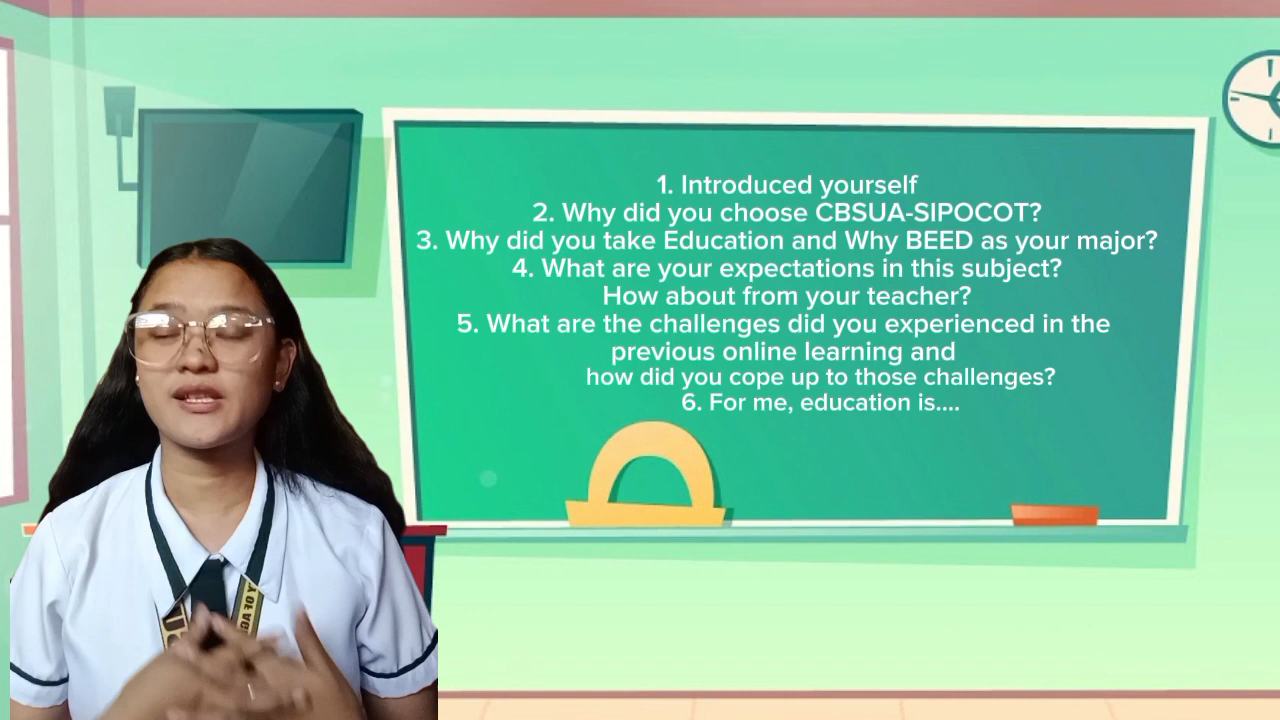 1. Introduced yourself
2. Why did you choose CBSUA-SIPOCOT?
3. Why did you take Education and Why BEED as your major?
4. What are your expectations in this subject?
How about from your teacher?
5. What are the challenges did you experienced in the
previous online learning and
how did you cope up to those challenges?
6. For me, education is....